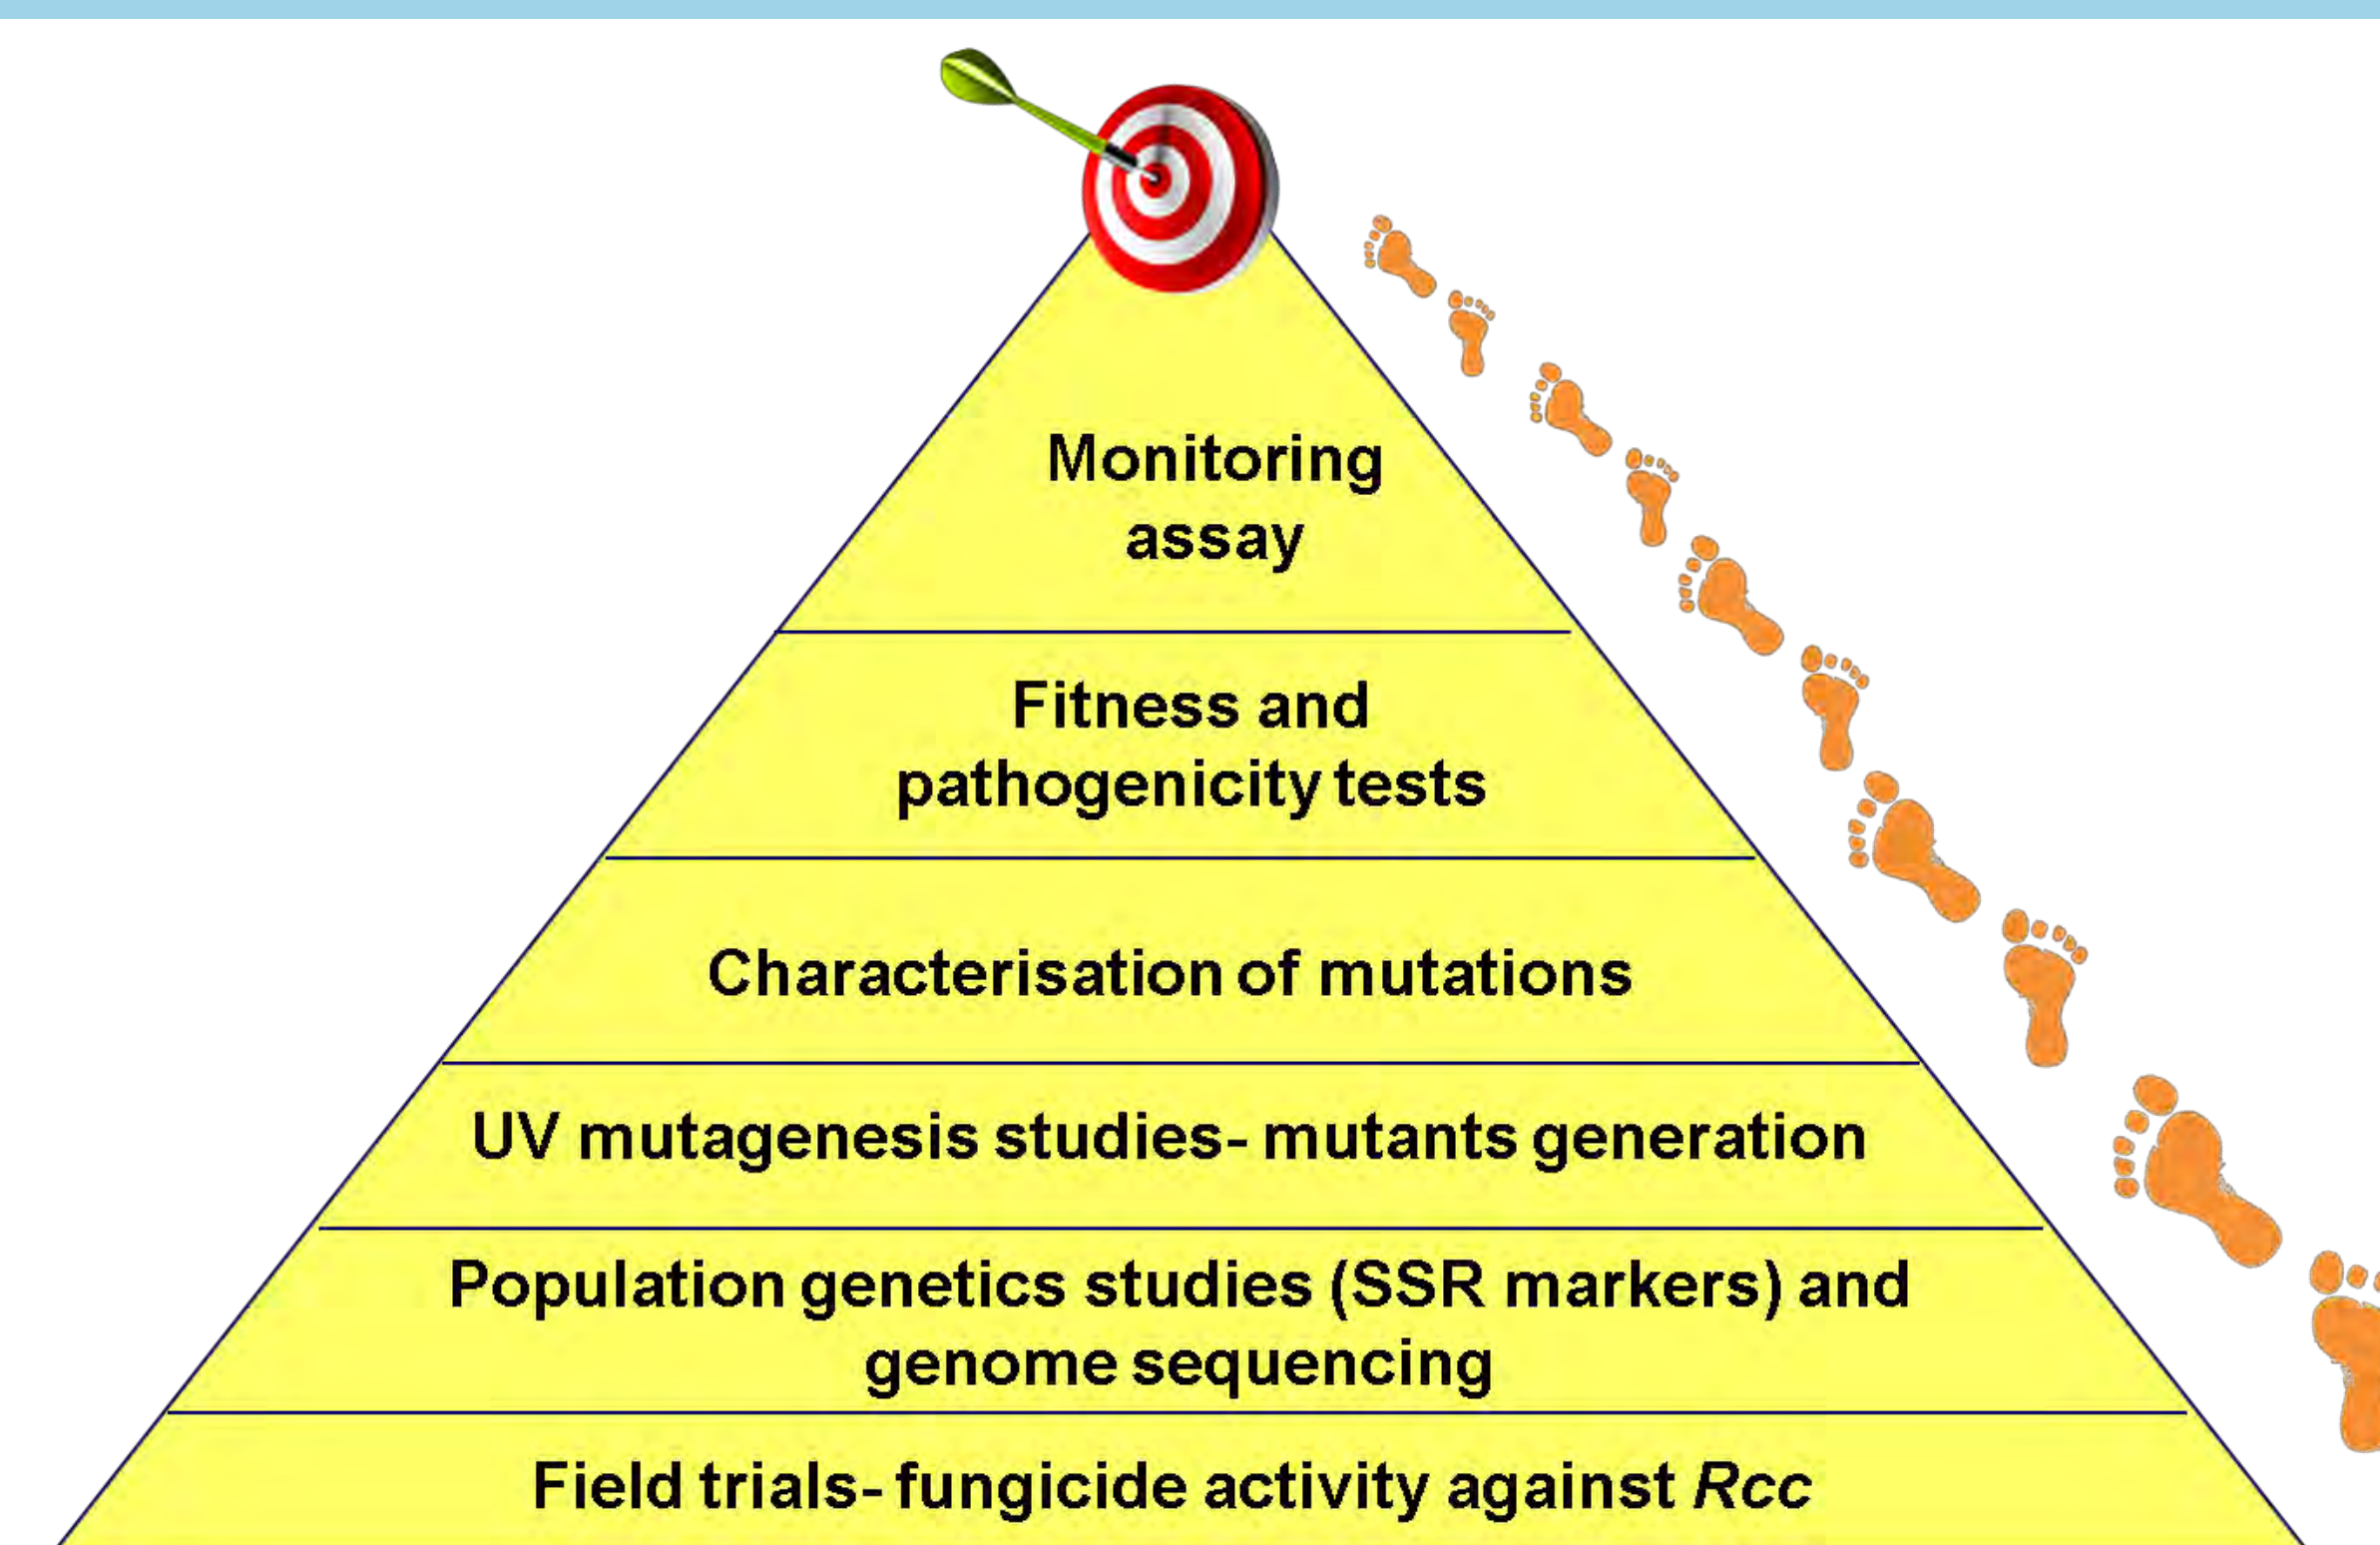 Monitoring
assay
Fitness and
pathogenicity tests
Characterisation of mutations
UV mutagenesis studies- mutants generation
Population genetics studies (SSR markers) and
genome sequencing
Field trials- fungicide activity against Rcc